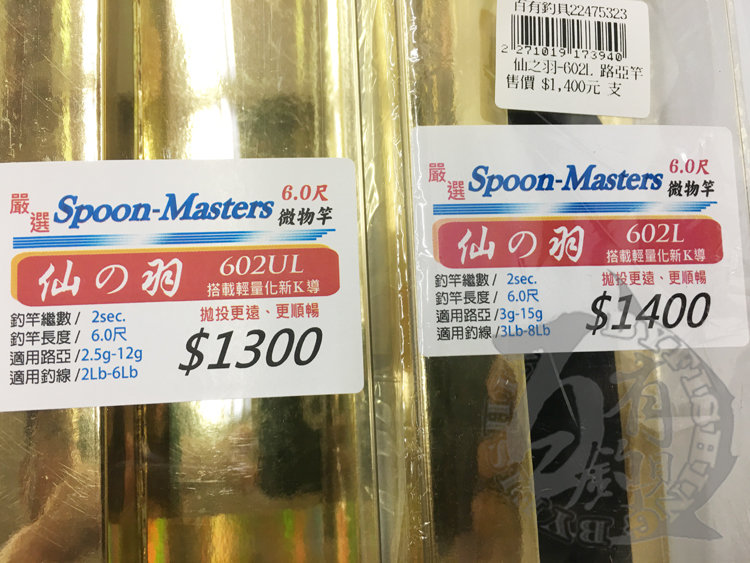 百有釣具22475323
2 271019 173940
仙之羽-602L 路亞竿
售價 $1,400元 支
嚴選 Spoon-Masters 6.0尺 微物竿
仙の羽 602UL
搭載輕量化新K導
釣竿繼數/ 2sec.
拋投更遠、更順暢
釣竿長度/ 6.0尺
適用路亞/2.5g-12g
適用釣線/2Lb-6Lb
$1300
嚴選 Spoon-Masters 6.0尺 微物竿
仙の羽 602L
搭載輕量化新K導
釣竿繼數/ 2sec.
拋投更遠、更順暢
釣竿長度/ 6.0尺
適用路亞/3g-15g
適用釣線/3Lb-8Lb
$1400